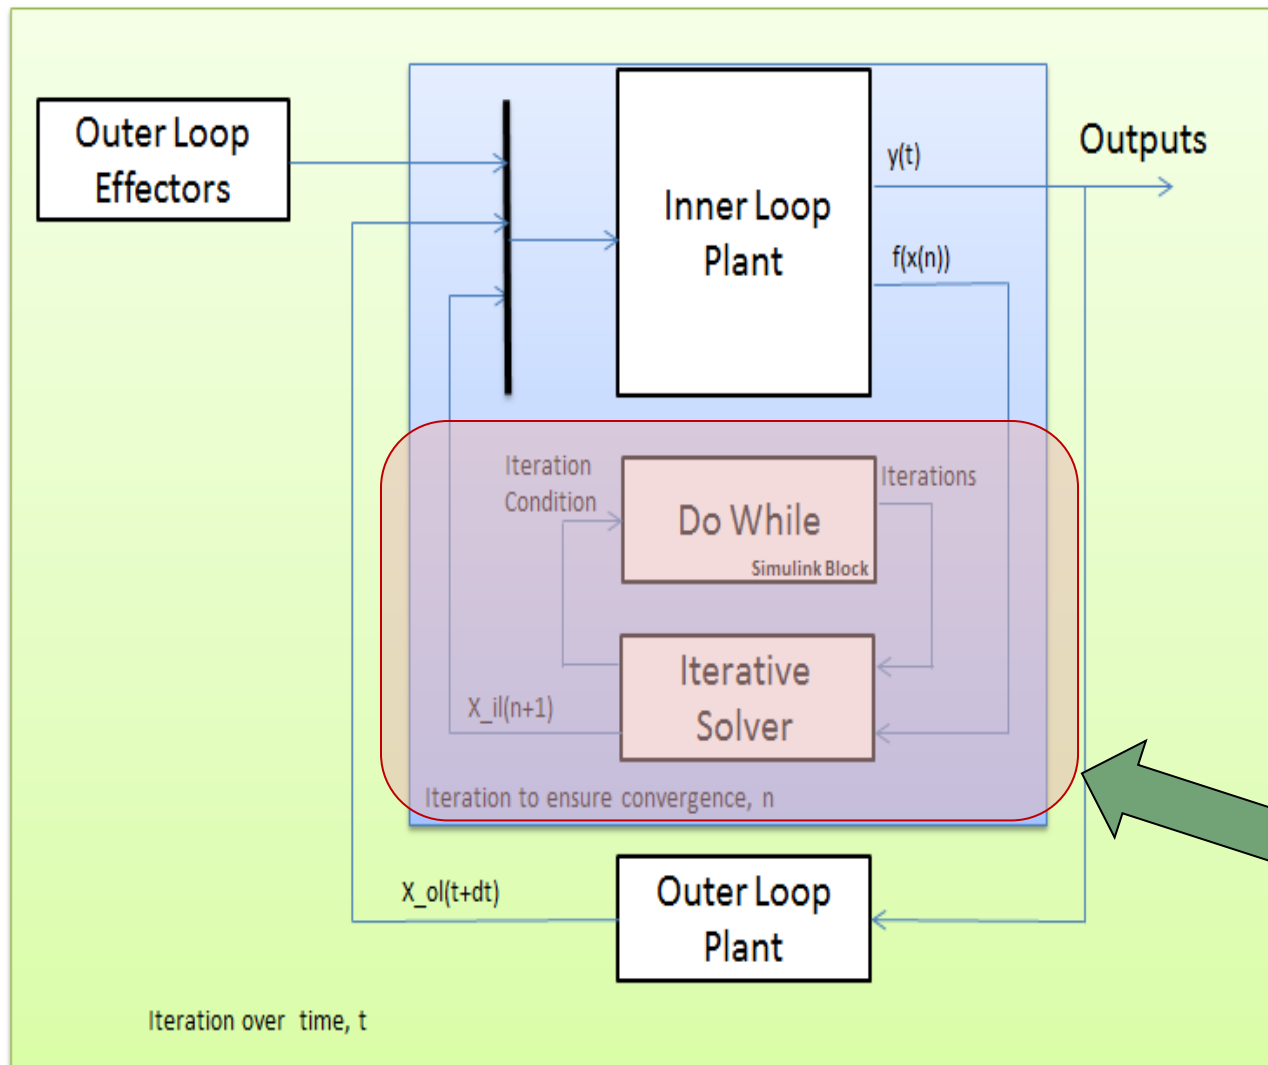 Outer Loop
Effectors
Inner Loop
Plant
y(t)
Outputs
f(x(n))
Iteration
Condition
Do While
Simulink Block
Iterations
Iterative
Solver
X_il(n+1)
Iteration to ensure convergence, n
X_ol(t+dt)
Outer Loop
Plant
Iteration over time, t